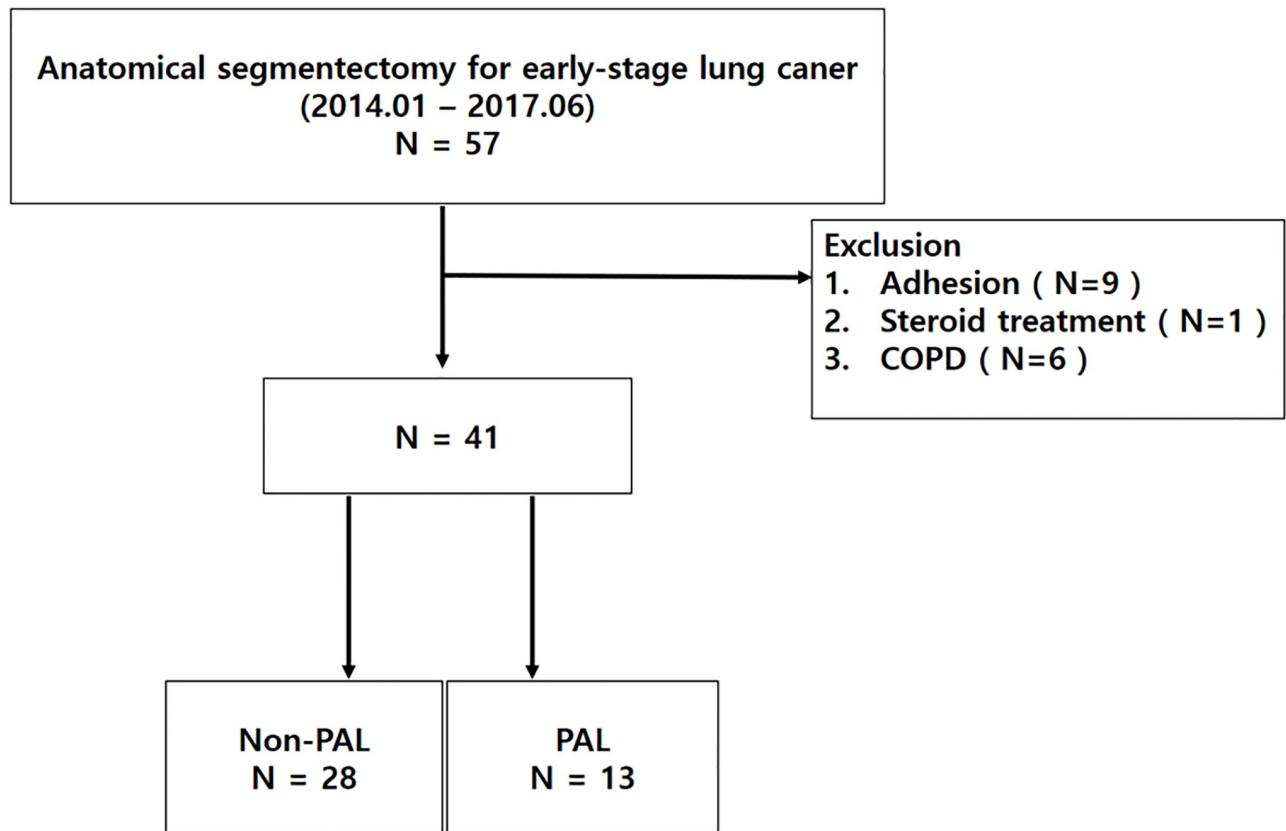 Anatomical segmentectomy for early-stage lung caner
(2014.01 – 2017.06)
N = 57
Exclusion
1. Adhesion ( N=9 )
2. Steroid treatment ( N=1 )
3. COPD ( N=6 )
N = 41
Non-PAL
N = 28
PAL
N = 13